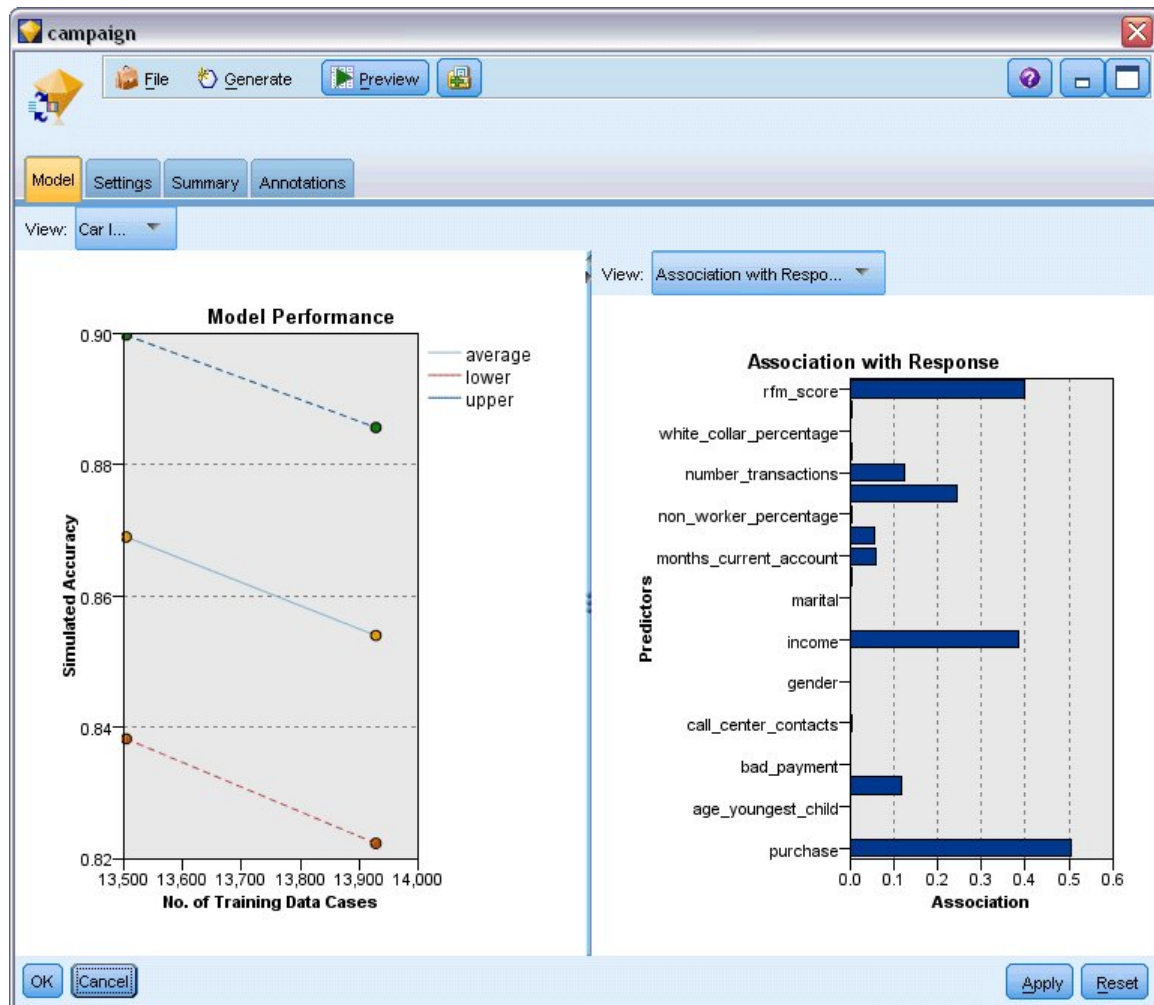 campaign
File Generate Preview
Model Settings Summary Annotations
View: Car l...
View: Association with Respo...
Model Performance
0.90
0.88
0.86
0.84
0.82
Simulated Accuracy
13,500 13,600 13,700 13,800 13,900 14,000
No. of Training Data Cases
average
lower
upper
Association with Response
Predictors
rfm_score
white_collar_percentage
number_transactions
non_worker_percentage
months_current_account
marital
income
gender
call_center_contacts
bad_payment
age_youngest_child
purchase
0.0 0.1 0.2 0.3 0.4 0.5 0.6
Association
OK Cancel Apply Reset